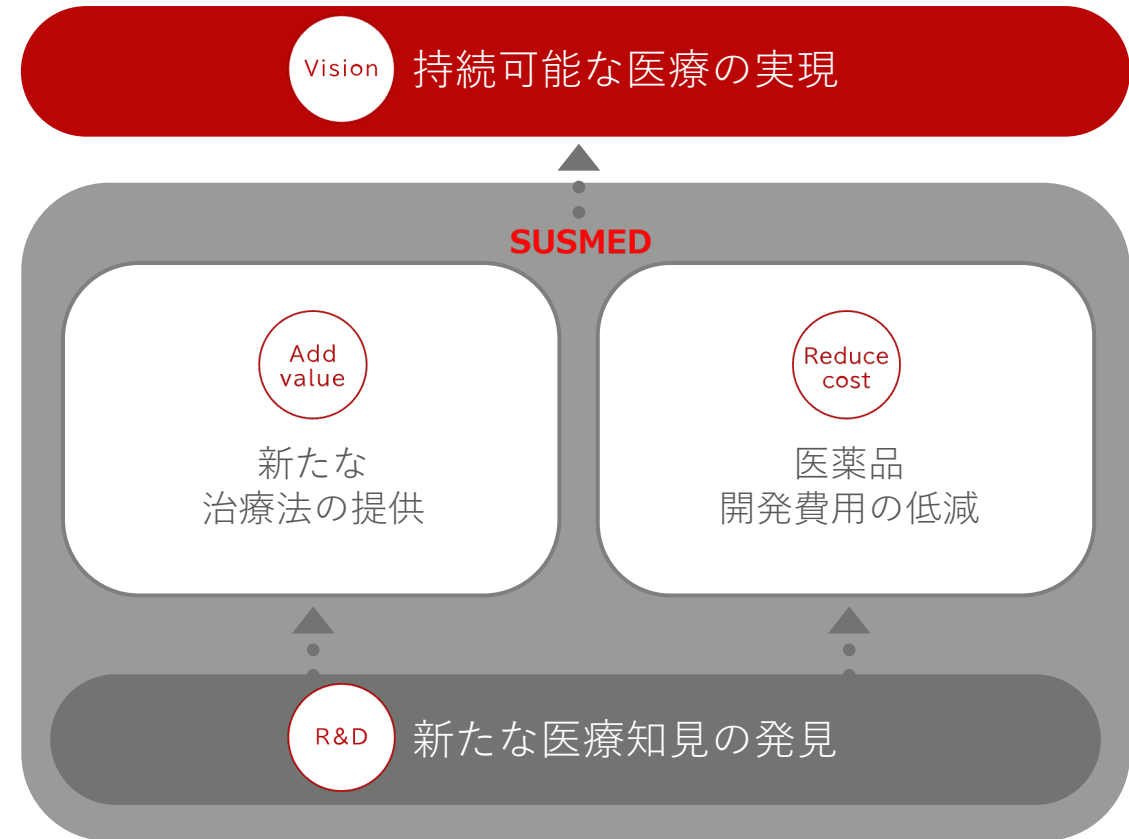 Vision
持続可能な医療の実現
SUSMED
Add
value
新たな
治療法の提供
Reduce
cost
医薬品
開発費用の低減
R&D
新たな医療知見の発見